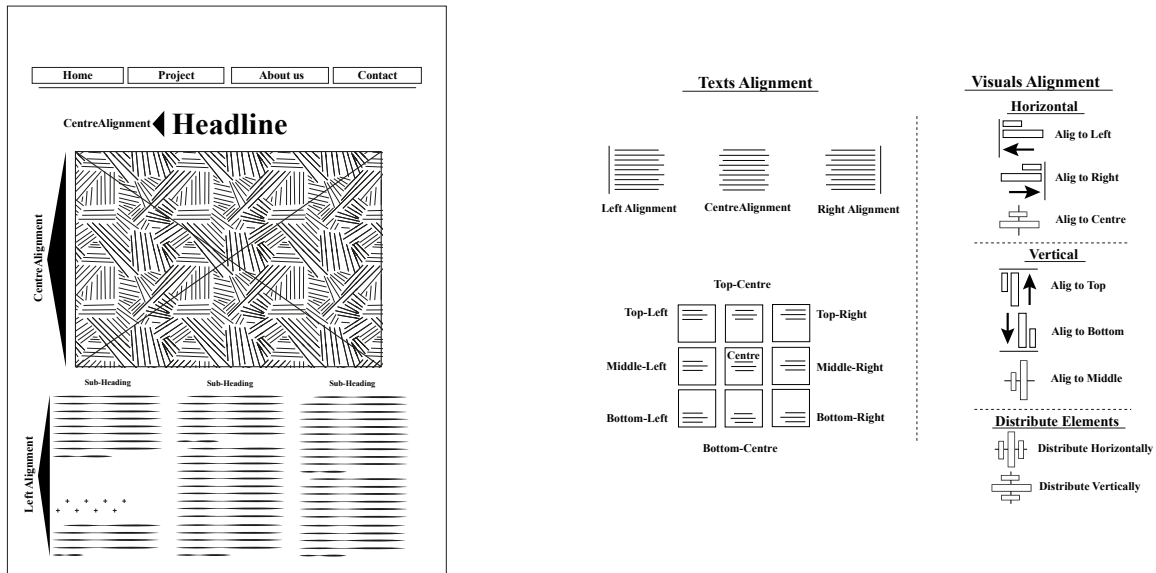 Home
Project
About us
Contact
CentreAlignment
Headline
CentreAlignment
Sub-Heading
Sub-Heading
Sub-Heading
Left Alignment
Texts Alignment
Left Alignment
CentreAlignment
Right Alignment
Top-Centre
Top-Left
Top-Right
Middle-Left
Centre
Middle-Right
Bottom-Left
Bottom-Right
Bottom-Centre
Visuals Alignment
Horizontal
Alig to Left
Alig to Right
Alig to Centre
Vertical
Alig to Top
Alig to Bottom
Alig to Middle
Distribute Elements
Distribute Horizontally
Distribute Vertically